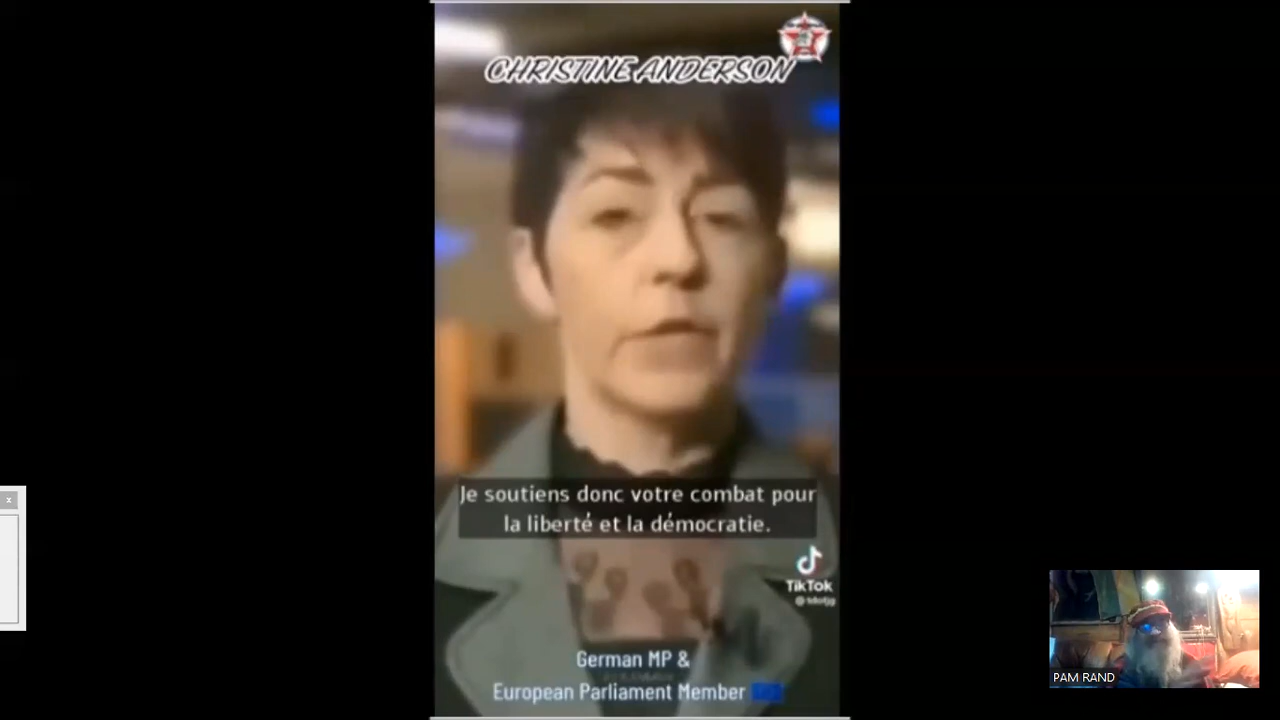 CHRISTINE ANDERSON
Je soutiens donc votre combat pour
la liberté et la démocratie.
TikTok
German MP &
European Parliament Member
x
PAM RAND